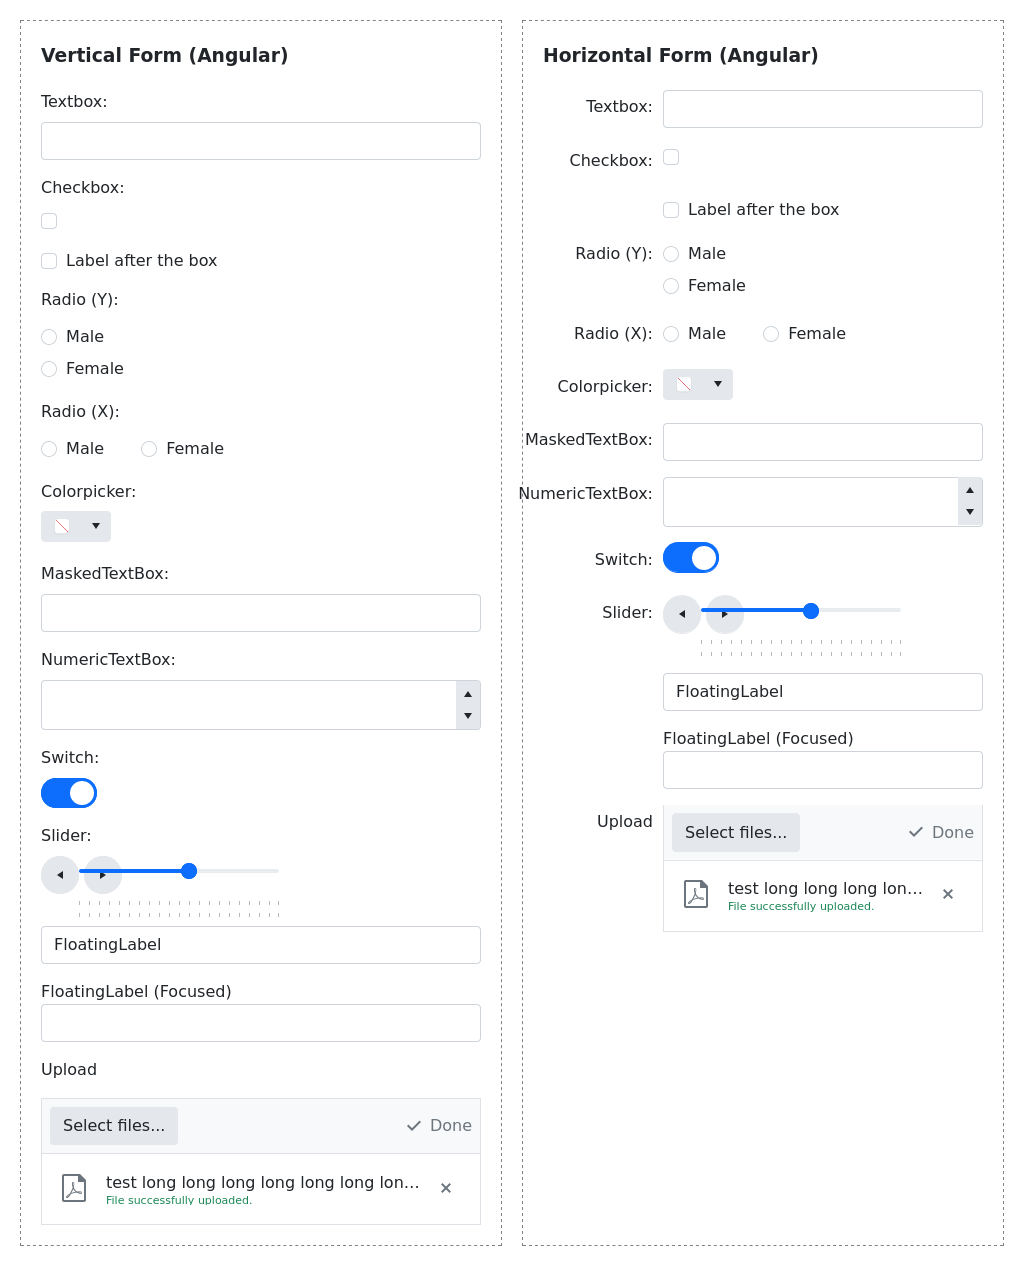 Vertical Form (Angular)
Textbox:
Checkbox:
Label after the box
Radio (Y):
Male
Female
Radio (X):
Male Female
Colorpicker:
MaskedTextBox:
NumericTextBox:
Switch:
Slider:
FloatingLabel
FloatingLabel (Focused)
Upload
Select files... Done
test long long long long long long lon...
File successfully uploaded.
Horizontal Form (Angular)
Textbox:
Checkbox:
Label after the box
Radio (Y): Male
Female
Radio (X): Male Female
Colorpicker:
MaskedTextBox:
NumericTextBox:
Switch:
Slider:
FloatingLabel
FloatingLabel (Focused)
Upload Select files... Done
test long long long lon...
File successfully uploaded.